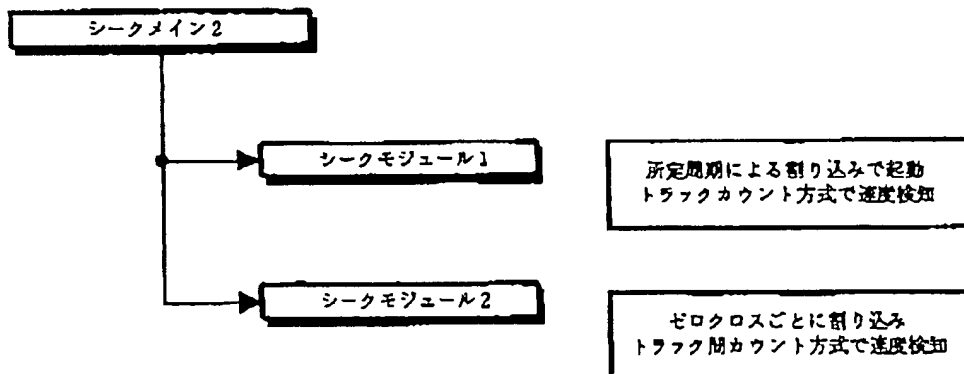 シークメイン2
シークモジュール1
所定周期による割り込みで起動
トラックカウント方式で速度検知
シークモジュール2
ゼロクロスごとに割り込み
トラック間カウント方式で速度検知